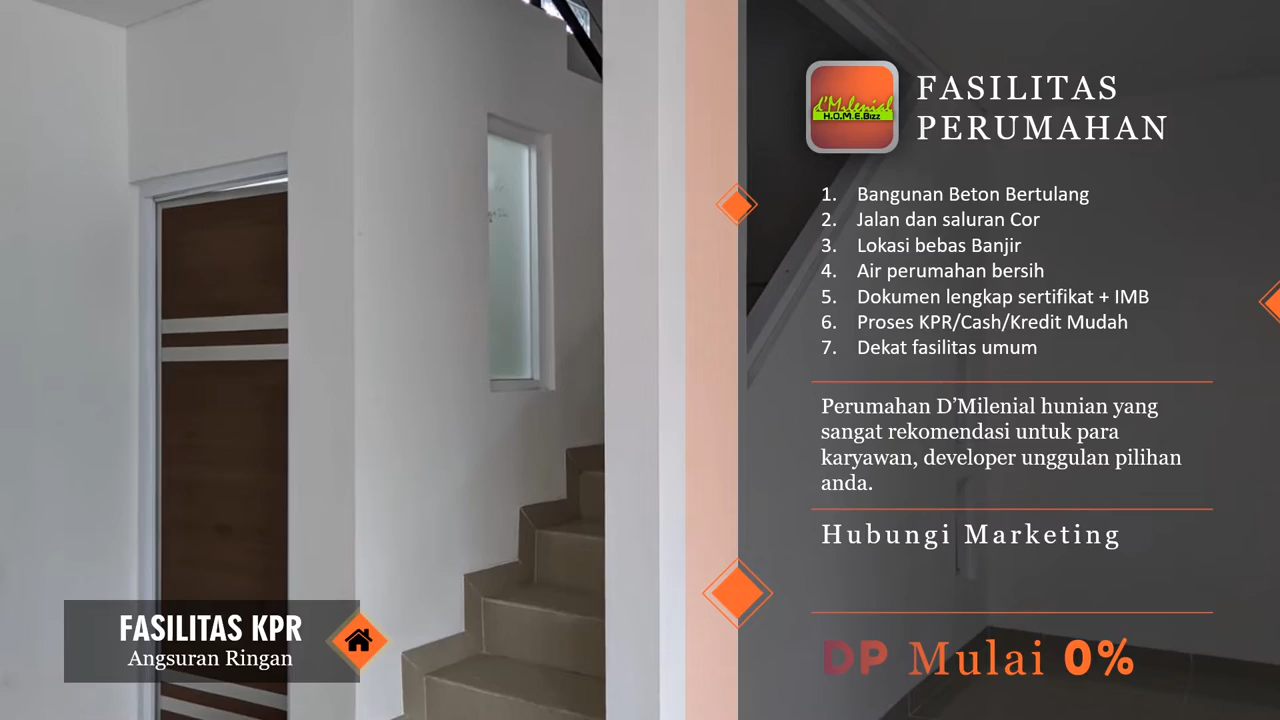 d'Milenial
H.O.M.E.Bizz
FASILITAS
PERUMAHAN
1. Bangunan Beton Bertulang
2. Jalan dan saluran Cor
3. Lokasi bebas Banjir
4. Air perumahan bersih
5. Dokumen lengkap sertifikat + IMB
6. Proses KPR/Cash/Kredit Mudah
7. Dekat fasilitas umum
Perumahan D’Milenial hunian yang
sangat rekomendasi untuk para
karyawan, developer unggulan pilihan
anda.
Hubungi Marketing
DP Mulai 0%
FASILITAS KPR
Angsuran Ringan